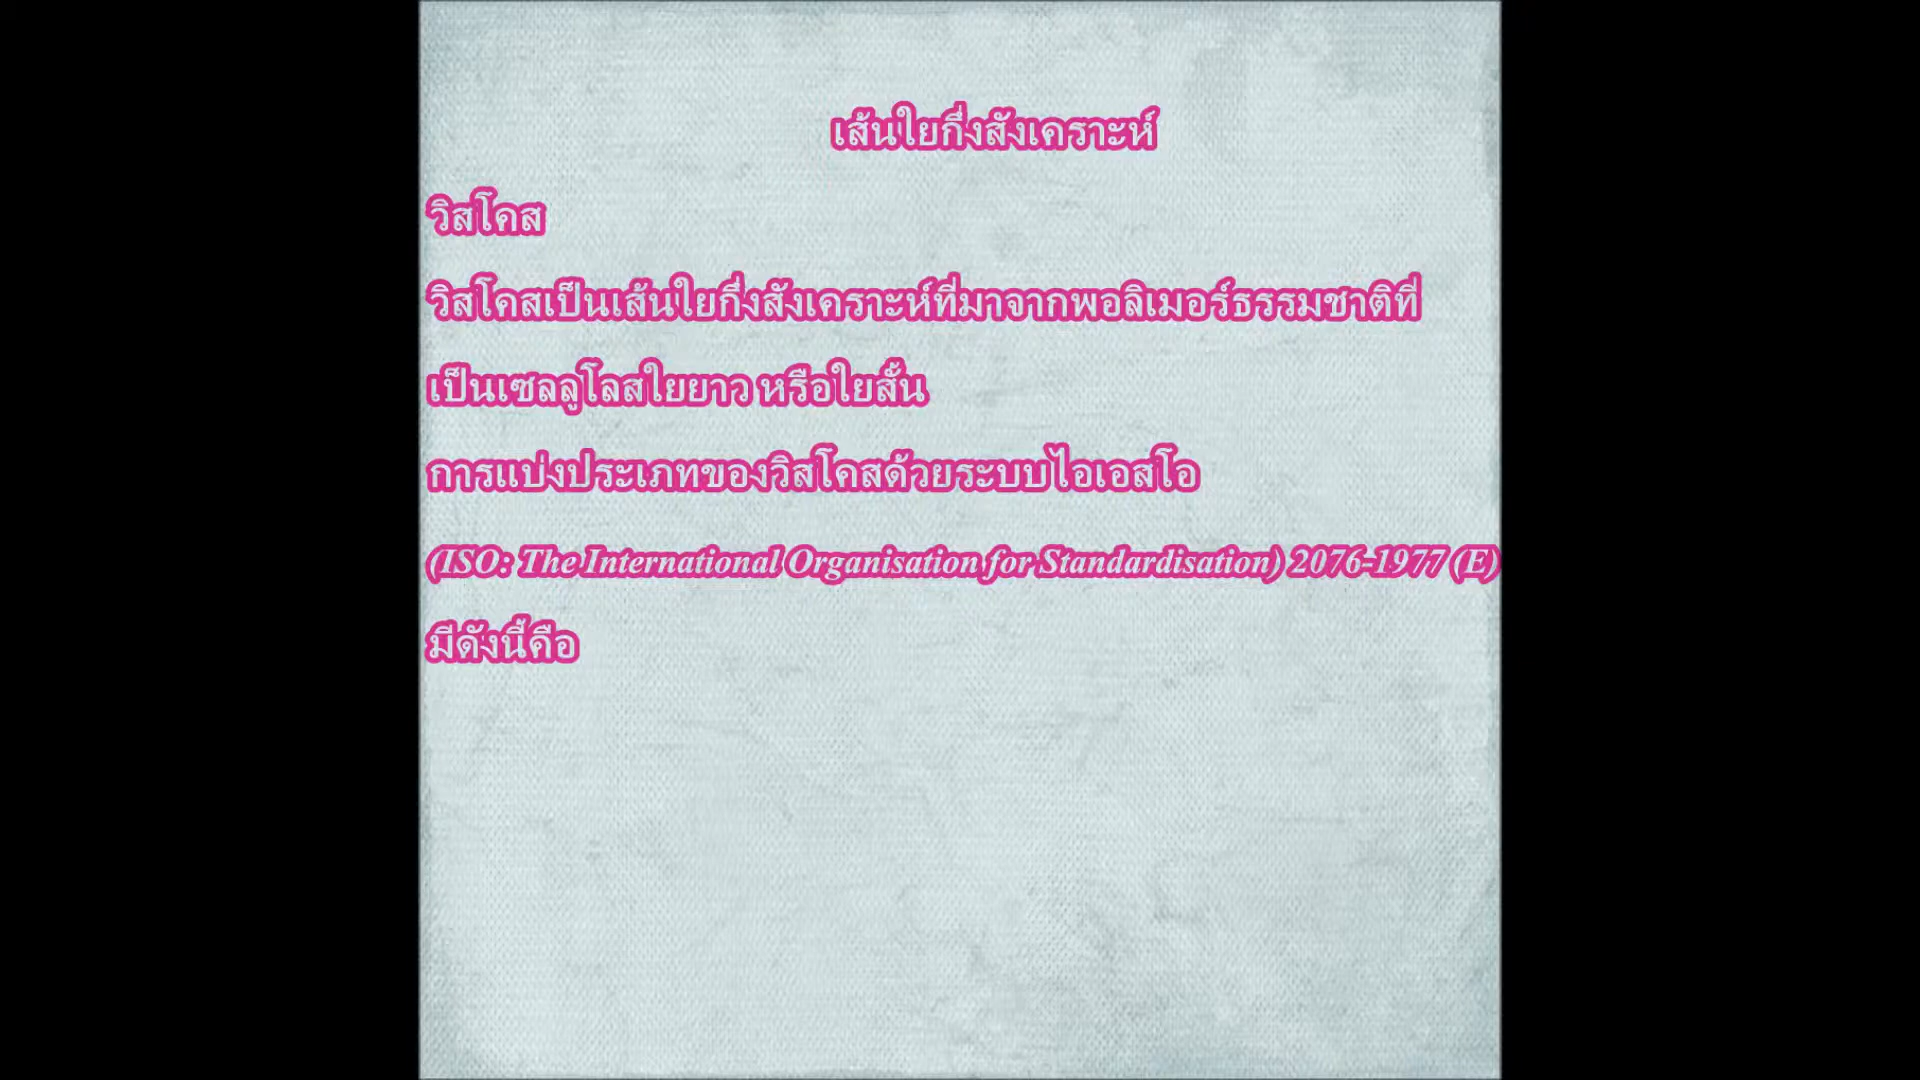 เส้นใยกึ่งสังเคราะห์
วิสโคส
วิสโคสเป็นเส้นใยกึ่งสังเคราะห์ที่มาจากพอลิเมอร์ธรรมชาติที่
เป็นเซลลูโลสใยยาว หรือใยสั้น
การแบ่งประเภทของวิสโคสด้วยระบบไอเอสโอ
(ISO: The International Organisation for Standardisation) 2076-1977 (E)
มีดังนี้คือ